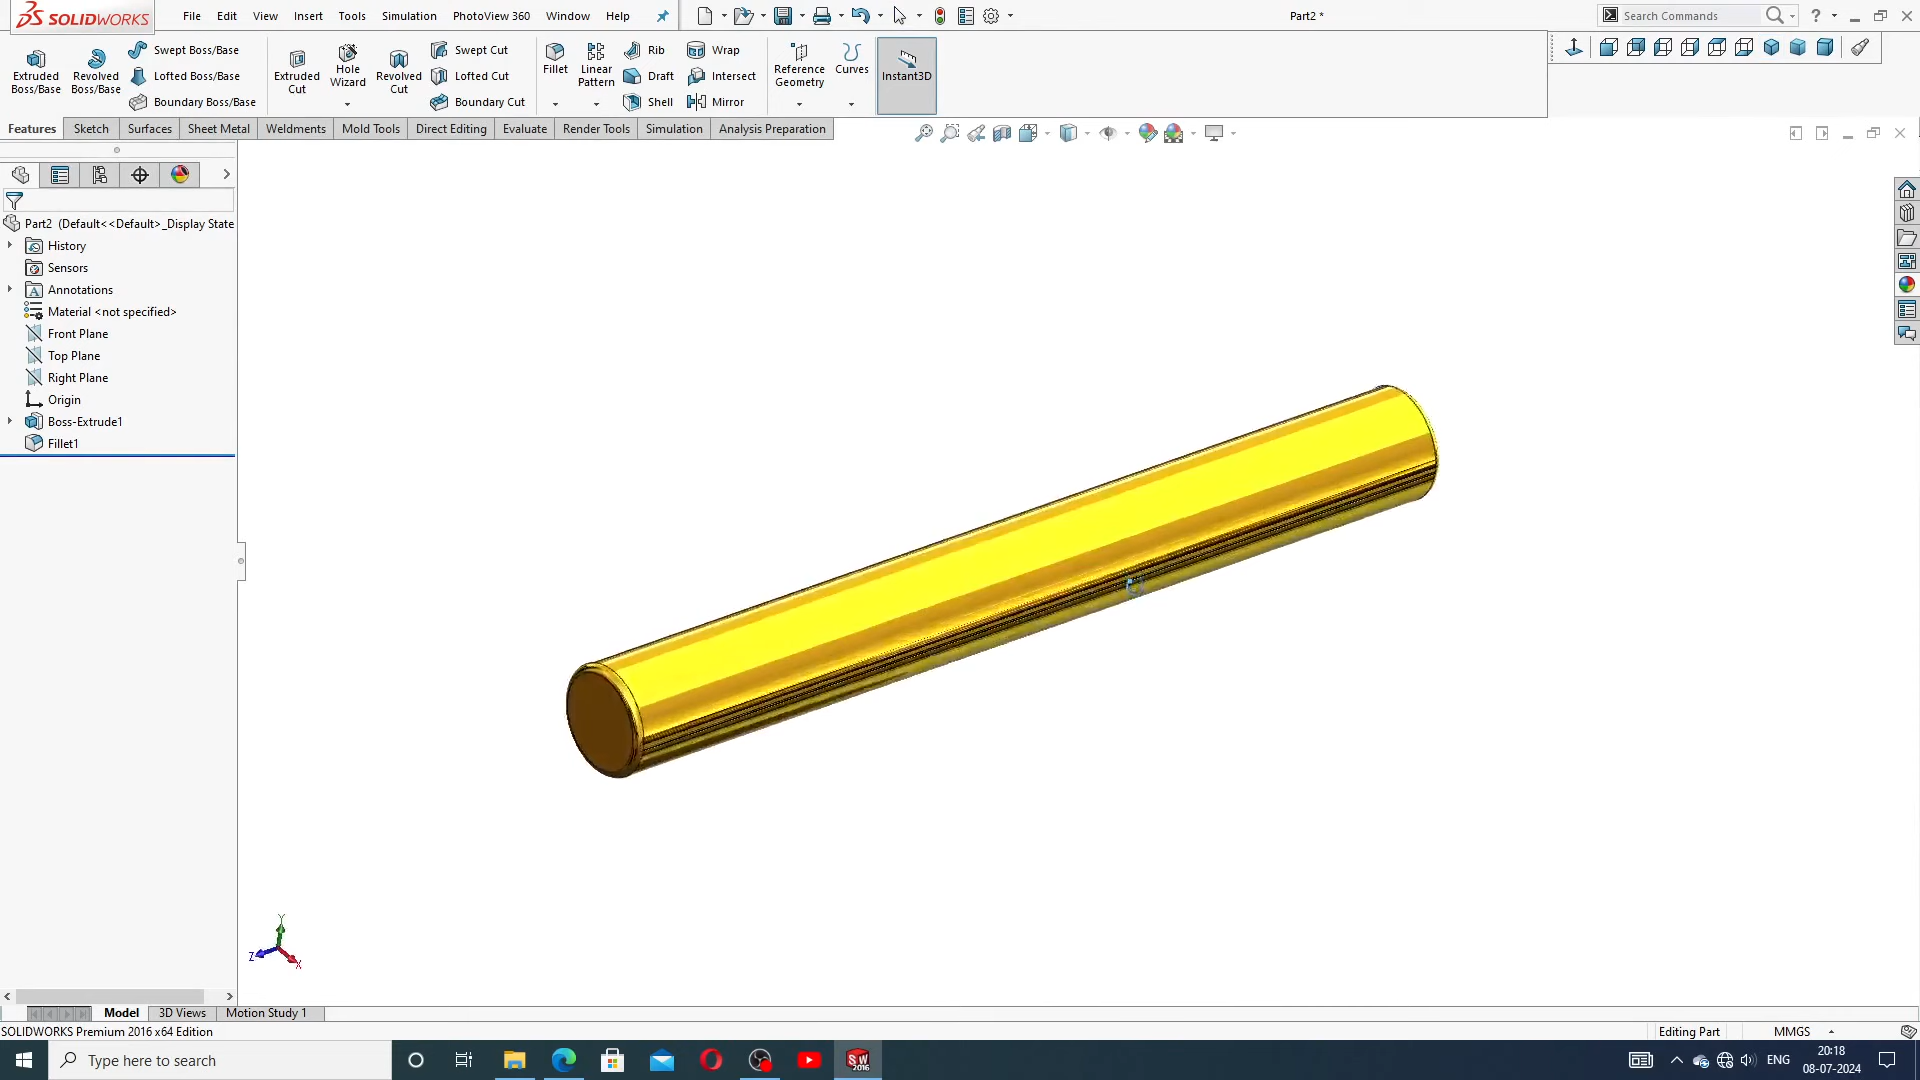 SOLIDWORKS
File Edit View Insert Tools Simulation PhotoView 360 Window Help
Part2 *
Search Commands
?
Extruded Boss/Base
Revolved Boss/Base
Swept Boss/Base
Lofted Boss/Base
Boundary Boss/Base
Extruded Cut
Hole Wizard
Revolved Cut
Swept Cut
Lofted Cut
Boundary Cut
Fillet
Linear Pattern
Rib
Draft
Shell
Wrap
Intersect
Mirror
Reference Geometry
Curves
Instant3D
Features Sketch Surfaces Sheet Metal Weldments Mold Tools Direct Editing Evaluate Render Tools Simulation Analysis Preparation
Part2 (Default<<Default>_Display State
History
Sensors
Annotations
Material <not specified>
Front Plane
Top Plane
Right Plane
Origin
Boss-Extrude1
Fillet1
Y
Z
X
Model 3D Views Motion Study 1
SOLIDWORKS Premium 2016 x64 Edition
Editing Part
MMGS
Type here to search
SW
2016
ENG
20:18
08-07-2024